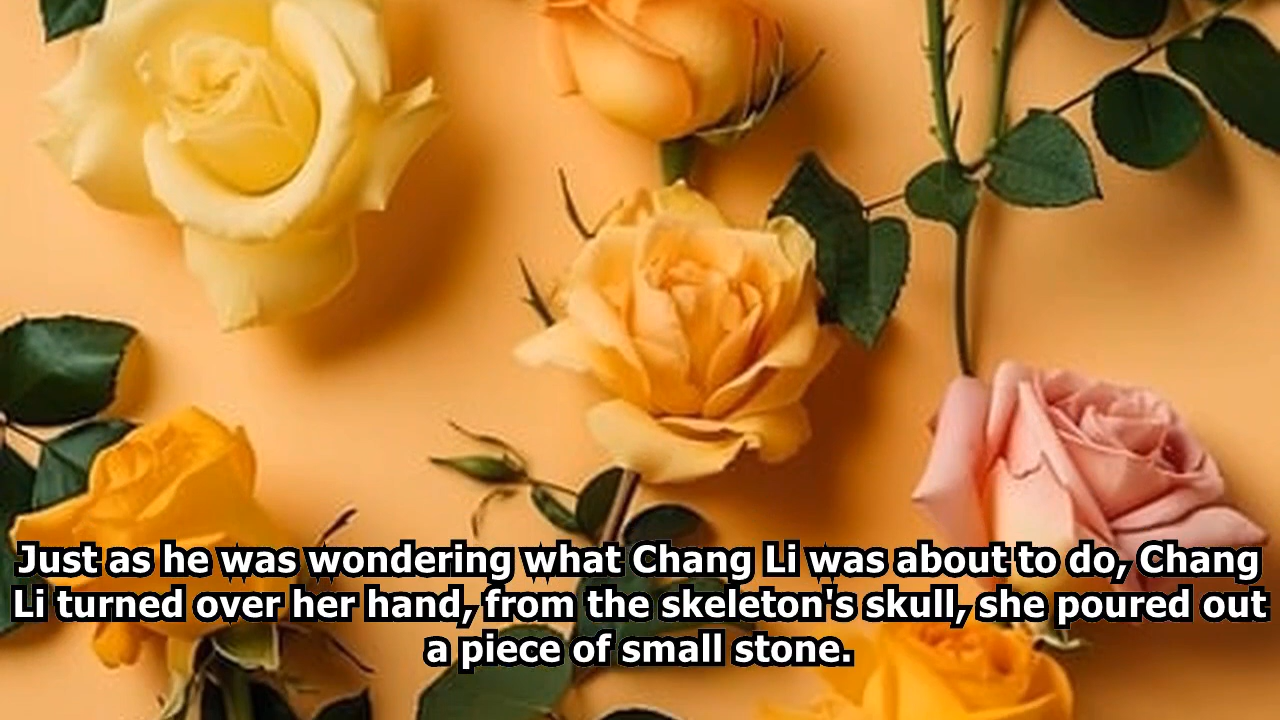 Just as he was wondering what Chang Li was about to do, Chang
Li turned over her hand, from the skeleton's skull, she poured out
a piece of small stone.